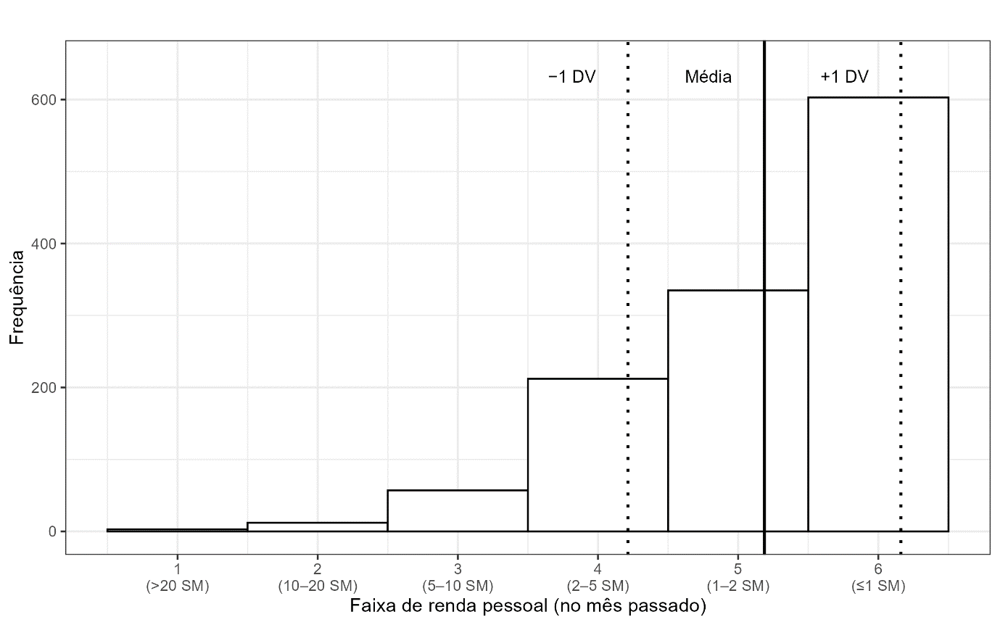 −1 DV
Média
+1 DV
600
400
200
0
Frequência
1
(>20 SM)
2
(10–20 SM)
3
(5–10 SM)
4
(2–5 SM)
5
(1–2 SM)
6
(≤1 SM)
Faixa de renda pessoal (no mês passado)